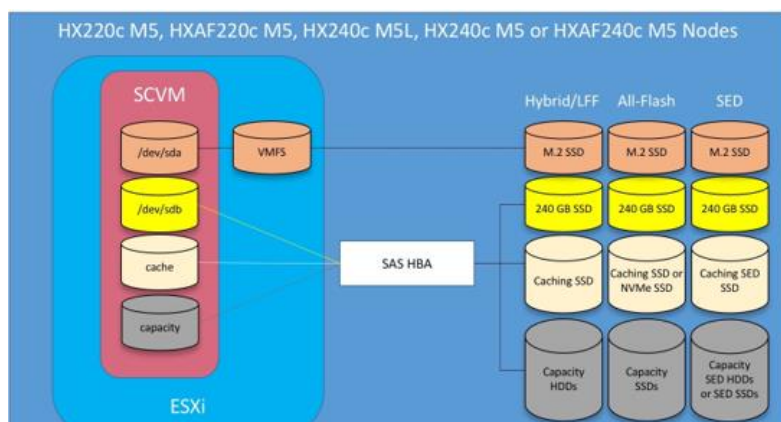 HX220c M5, HXAF220c M5, HX240c M5L, HX240c M5 or HXAF240c M5 Nodes
SCVM
Hybrid/LFF
All-Flash
SED
/dev/sda
VMFS
M.2 SSD
M.2 SSD
M.2 SSD
/dev/sdb
240 GB SSD
240 GB SSD
240 GB SSD
cache
SAS HBA
Caching SSD
Caching SSD or
NVMe SSD
Caching SED
SSD
capacity
Capacity
HDDs
Capacity
SSDs
Capacity
SED HDDs
or SED SSDs
ESXi